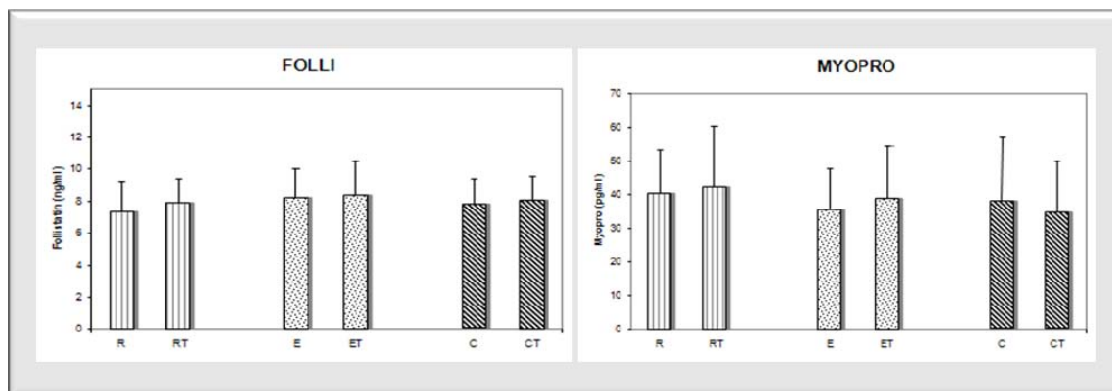 FOLLI
Follistatin (ng/ml)
14
12
10
8
6
4
2
0
R RT E ET C CT
MYOPRO
Myopro (pg/ml)
70
60
50
40
30
20
10
0
R RT E ET C CT